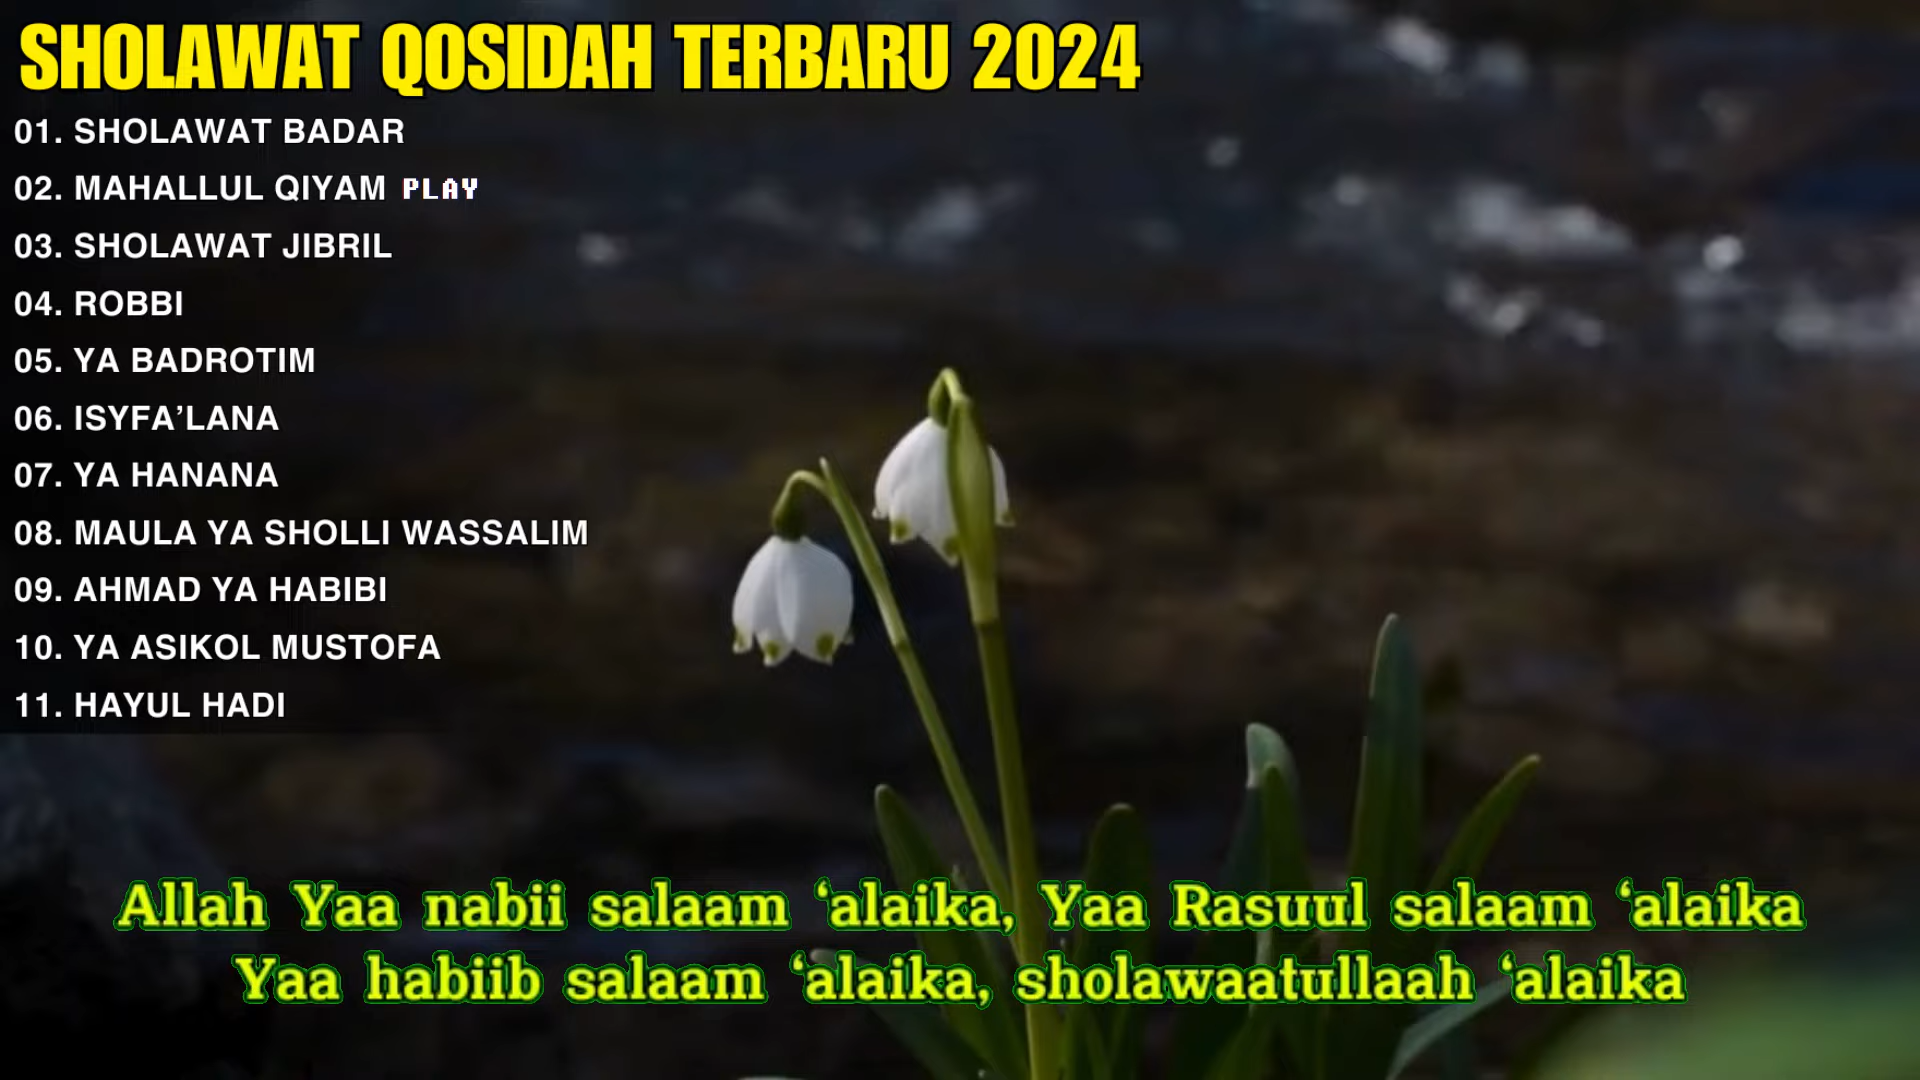 SHOLAWAT QOSIDAH TERBARU 2024
01. SHOLAWAT BADAR
02. MAHALLUL QIYAM PLAY
03. SHOLAWAT JIBRIL
04. ROBBI
05. YA BADROTIM
06. ISYFA’LANA
07. YA HANANA
08. MAULA YA SHOLLI WASSALIM
09. AHMAD YA HABIBI
10. YA ASIKOL MUSTOFA
11. HAYUL HADI
Allah Yaa nabii salaam ‘alaika, Yaa Rasuul salaam ‘alaika
Yaa habiib salaam ‘alaika, sholawaatullaah ‘alaika